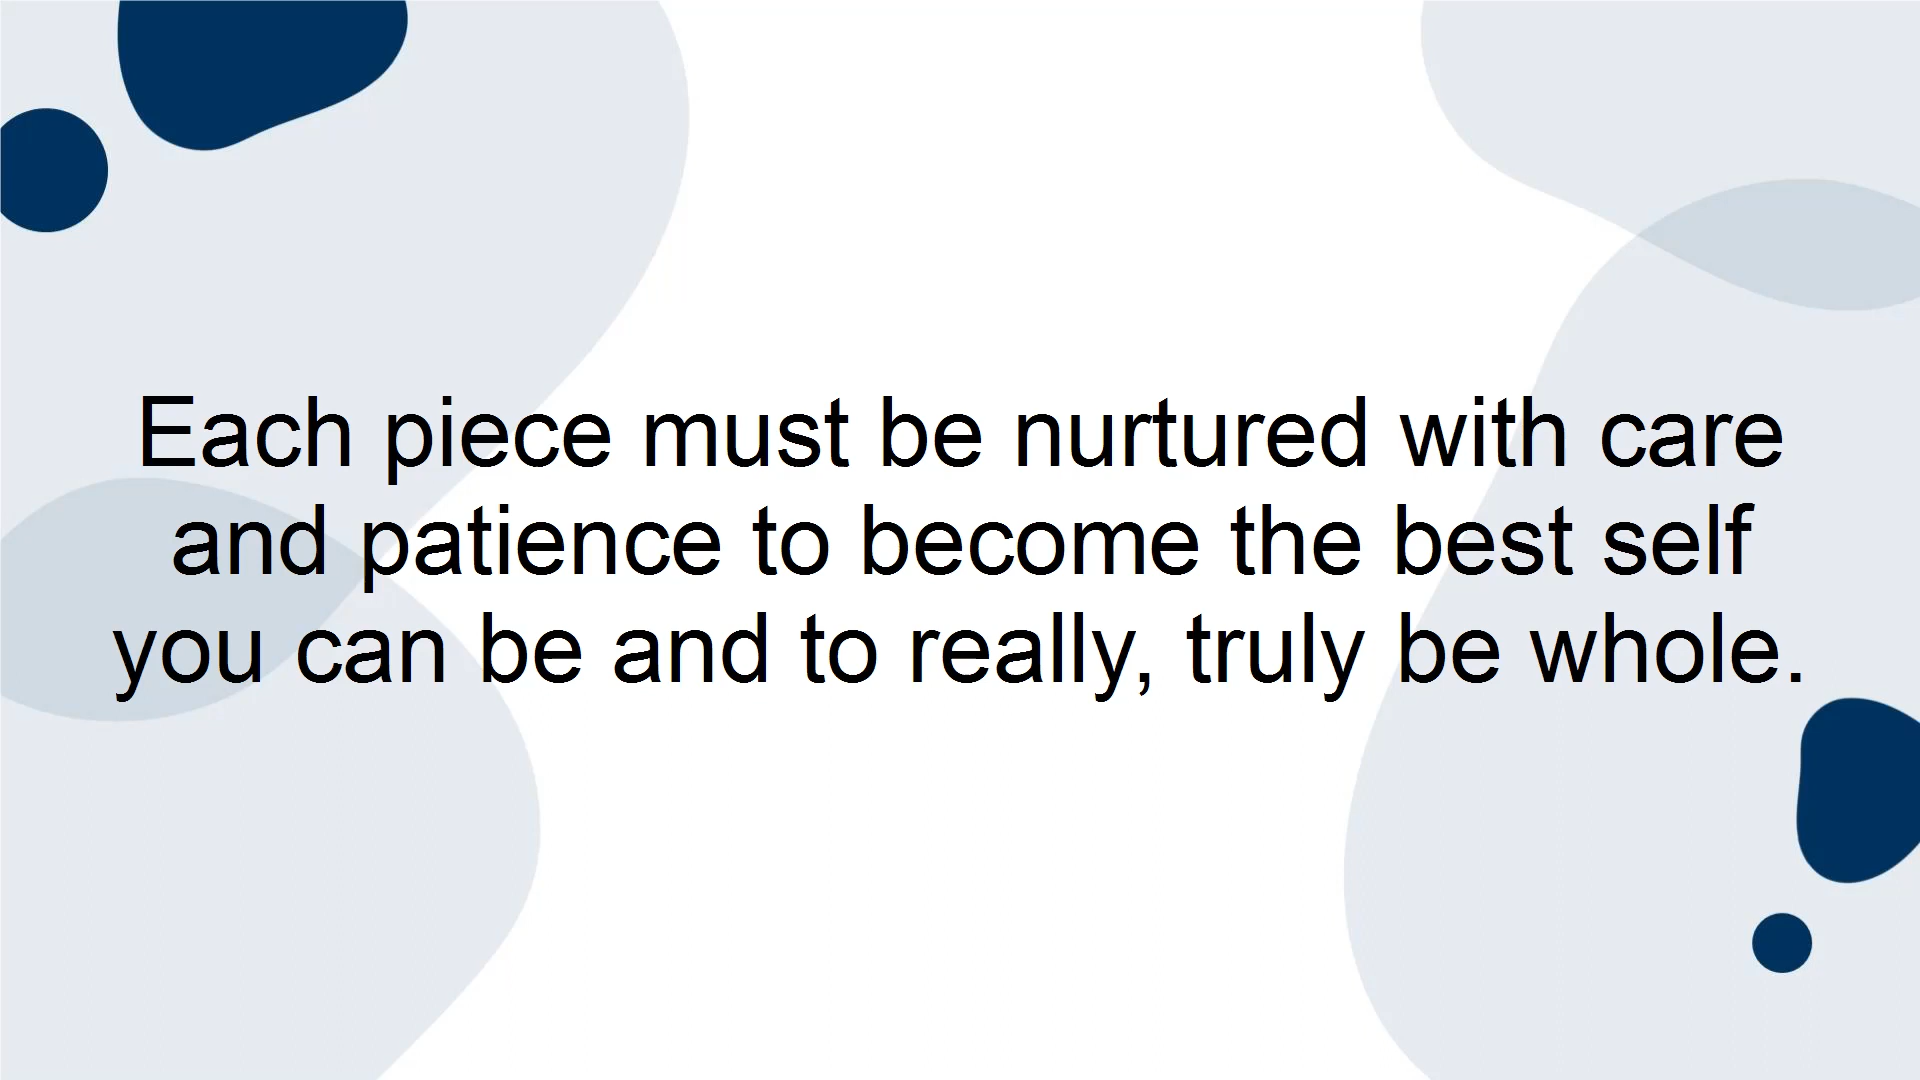 Each piece must be nurtured with care
and patience to become the best self
you can be and to really, truly be whole.